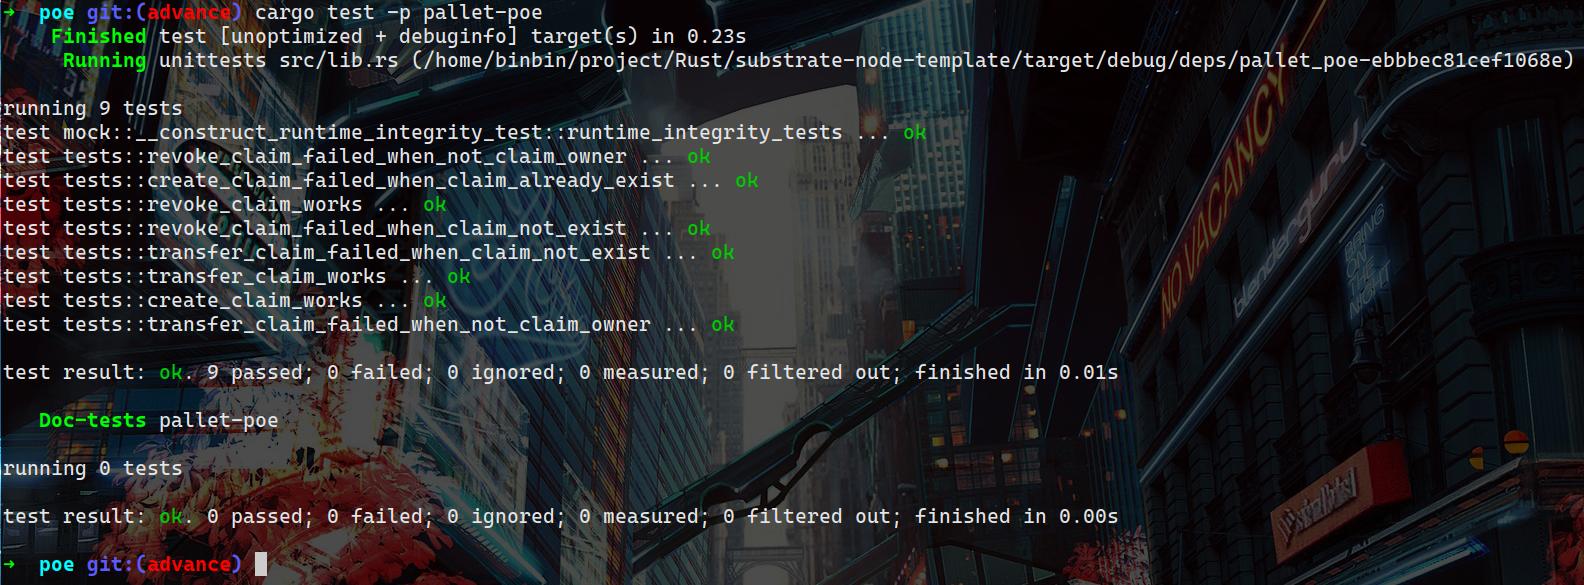 → poe git:(advance) cargo test -p pallet-poe
Finished test [unoptimized + debuginfo] target(s) in 0.23s
Running unittests src/lib.rs (/home/binbin/project/Rust/substrate-node-template/target/debug/deps/pallet_poe-ebbbec81cef1068e)
running 9 tests
test mock::__construct_runtime_integrity_test::runtime_integrity_tests ... ok
test tests::revoke_claim_failed_when_not_claim_owner ... ok
test tests::create_claim_failed_when_claim_already_exist ... ok
test tests::revoke_claim_works ... ok
test tests::revoke_claim_failed_when_claim_not_exist ... ok
test tests::transfer_claim_failed_when_claim_not_exist ... ok
test tests::transfer_claim_works ... ok
test tests::create_claim_works ... ok
test tests::transfer_claim_failed_when_not_claim_owner ... ok
test result: ok. 9 passed; 0 failed; 0 ignored; 0 measured; 0 filtered out; finished in 0.01s
Doc-tests pallet-poe
running 0 tests
test result: ok. 0 passed; 0 failed; 0 ignored; 0 measured; 0 filtered out; finished in 0.00s
→ poe git:(advance)
NO VACANCY
blenderguru